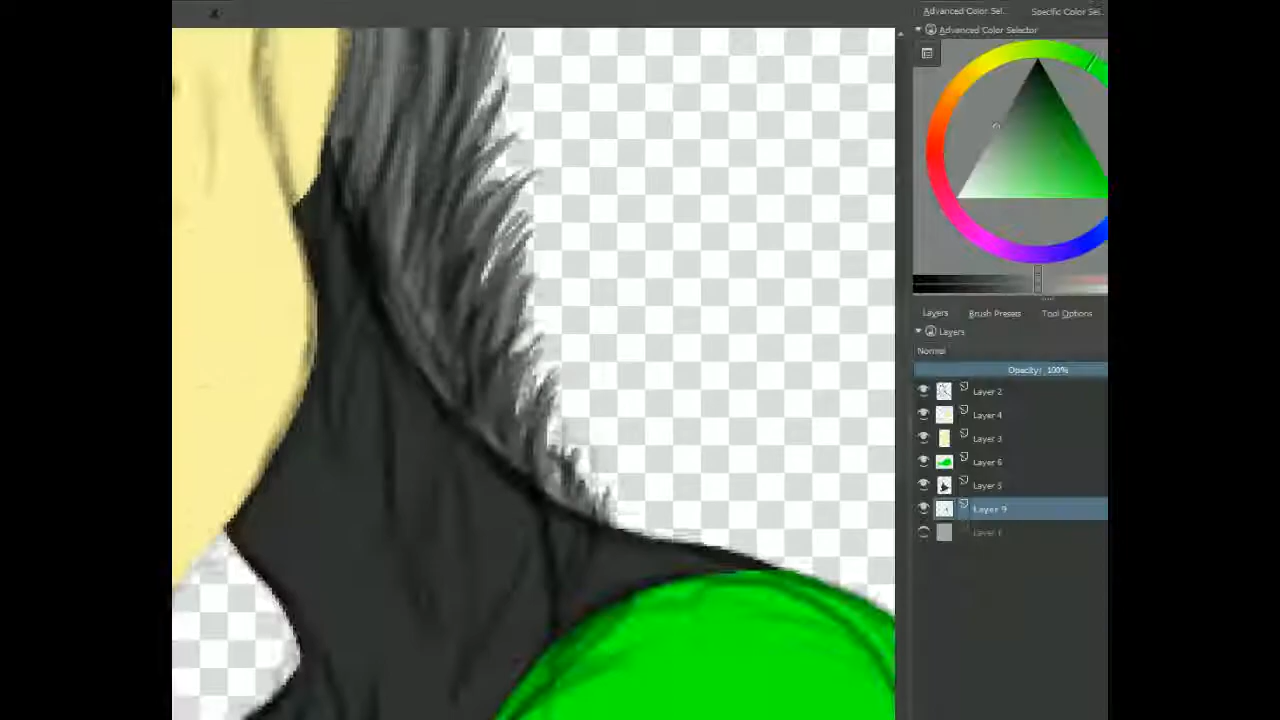 Advanced Color Sel... Specific Color Sel...
Advanced Color Selector
Layers Brush Presets Tool Options
Layers
Normal
Opacity: 100%
Layer 2
Layer 4
Layer 3
Layer 6
Layer 5
Layer 9
Layer 1